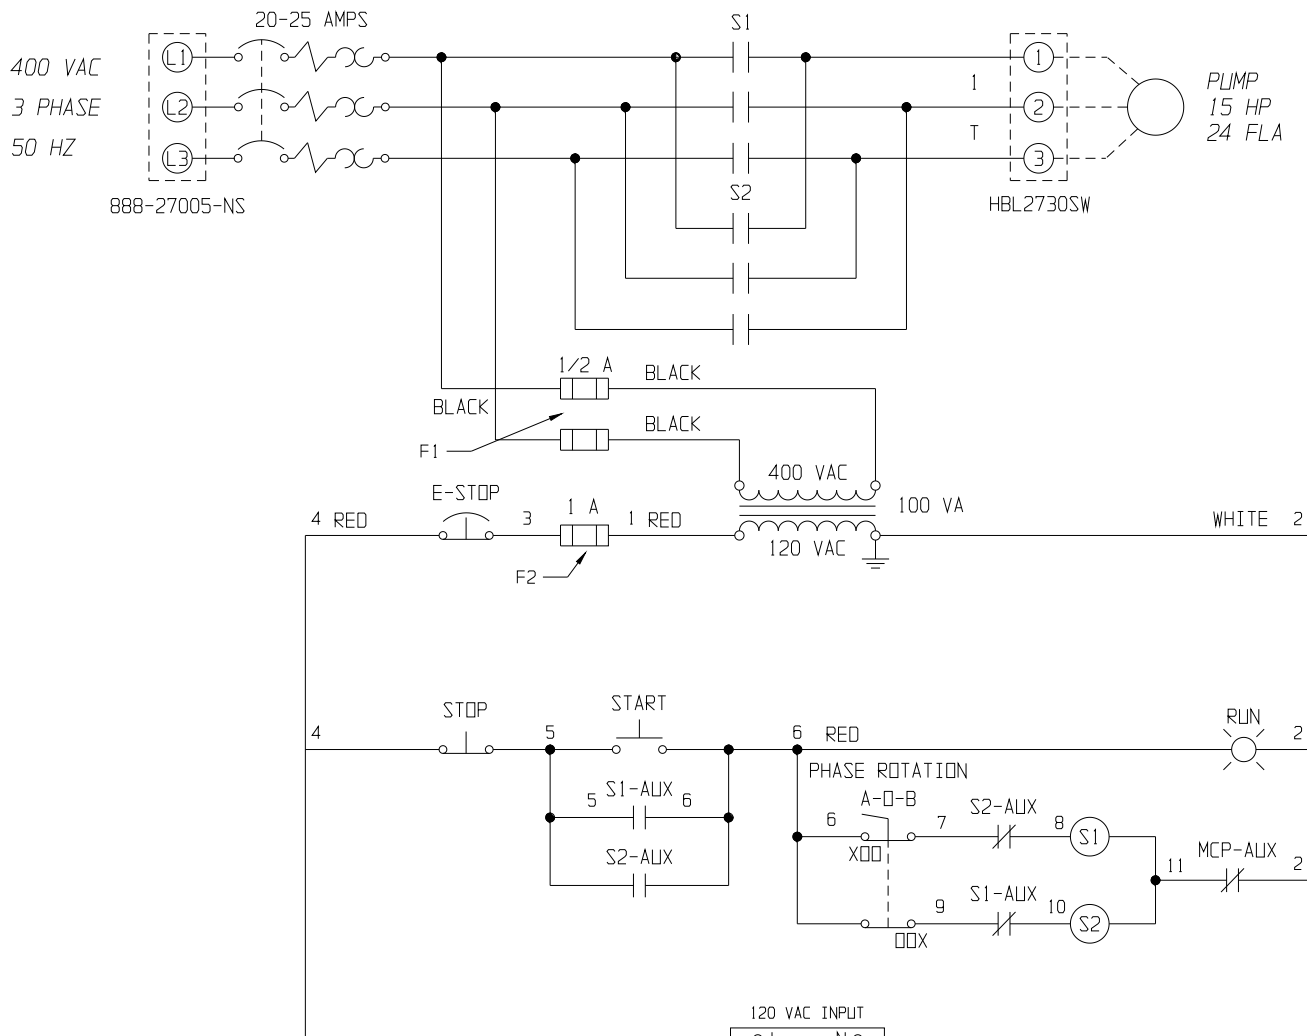 20-25 AMPS
S1
400 VAC
3 PHASE
50 HZ
L1
L2
L3
1
2
3
1
T
PUMP
15 HP
24 FLA
888-27005-NS
S2
HBL2730SW
1/2 A
BLACK
BLACK
BLACK
F1
400 VAC
100 VA
120 VAC
E-STOP
4 RED
3
1 A
1 RED
WHITE 2
F2
STOP
START
RUN
4
5
6 RED
2
PHASE ROTATION
A-O-B
S1-AUX
5
6
S2-AUX
6
XOO
7
S2-AUX
8
S1
MCP-AUX
11
2
9
S1-AUX
10
S2
OOX
120 VAC INPUT
L
N